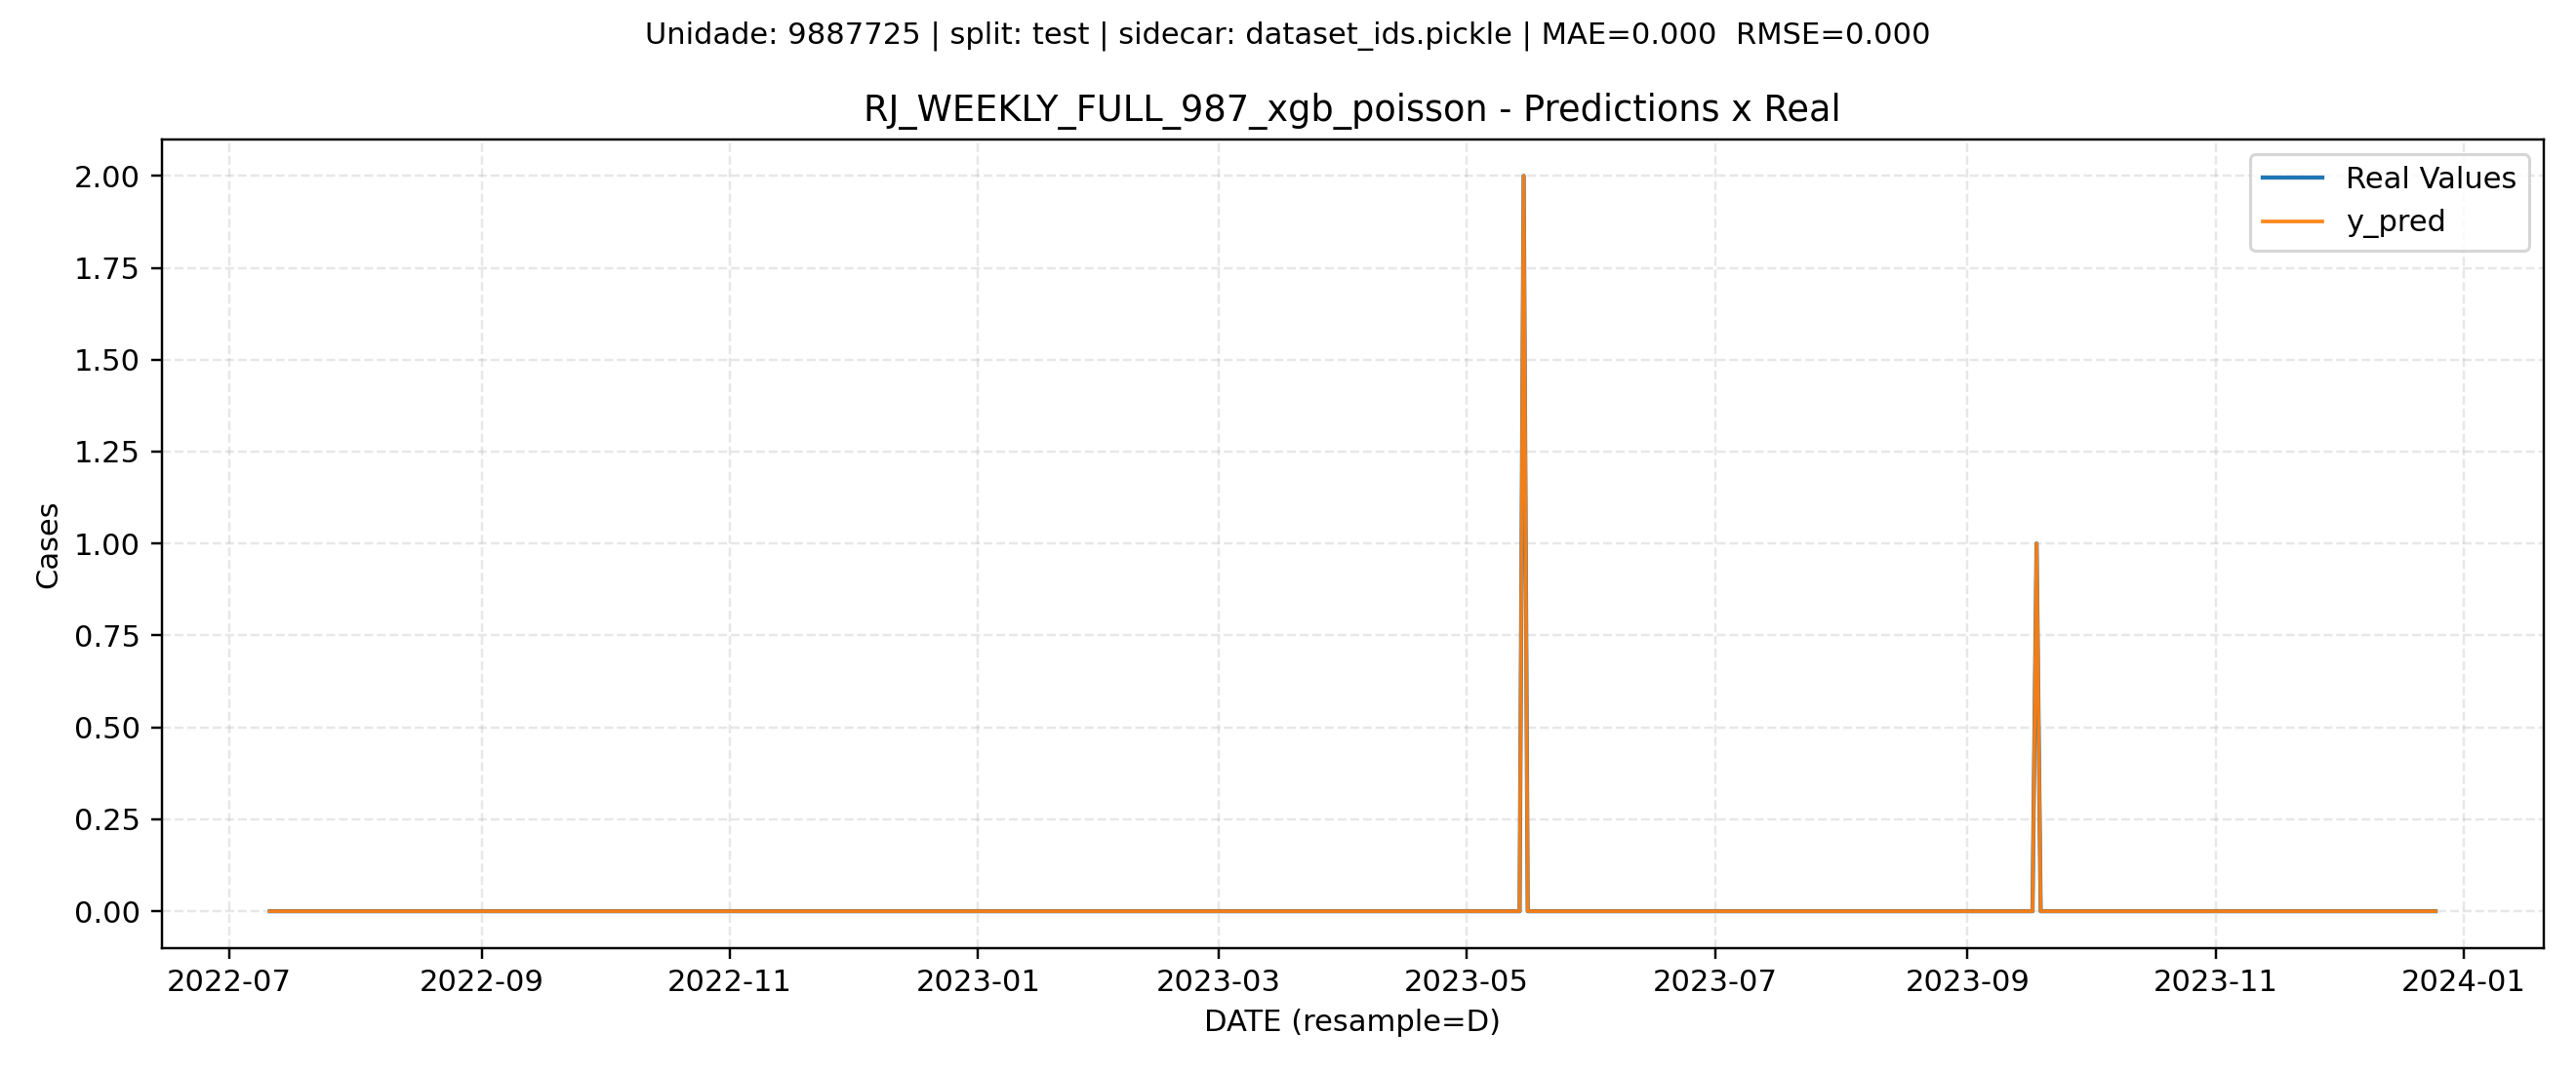 Unidade: 9887725 | split: test | sidecar: dataset_ids.pickle | MAE=0.000  RMSE=0.000
RJ_WEEKLY_FULL_987_xgb_poisson - Predictions x Real
Real Values
y_pred
Cases
2.00
1.75
1.50
1.25
1.00
0.75
0.50
0.25
0.00
2022-07 2022-09 2022-11 2023-01 2023-03 2023-05 2023-07 2023-09 2023-11 2024-01
DATE (resample=D)